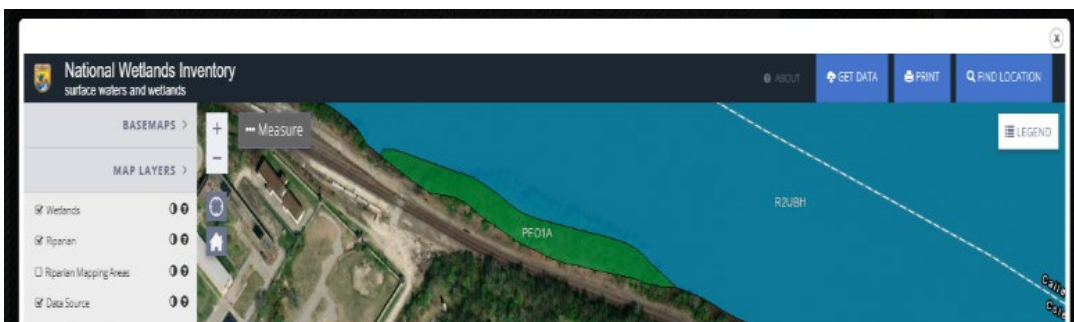 x
National Wetlands Inventory
surface waters and wetlands
ABOUT
GET DATA
PRINT
FIND LOCATION
BASEMAPS >
MAP LAYERS >
Wetlands
Riparian
Riparian Mapping Areas
Data Source
+
-
Measure
LEGEND
PFO1A
R2UBH